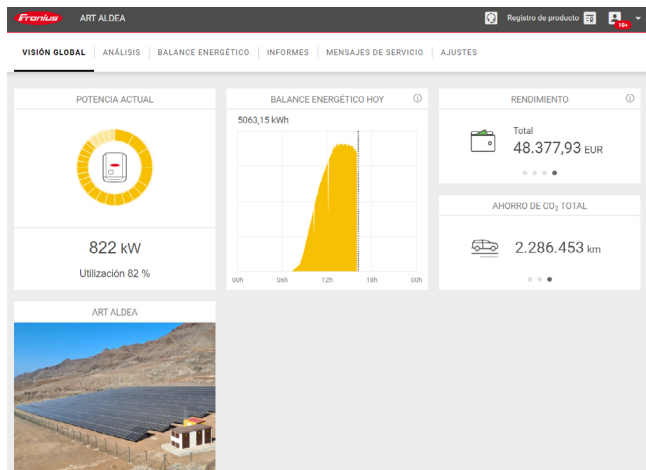 Fronius
ART ALDEA
Registro de producto
19+
VISIÓN GLOBAL
ANÁLISIS
BALANCE ENERGÉTICO
INFORMES
MENSAJES DE SERVICIO
AJUSTES
POTENCIA ACTUAL
822 kW
Utilización 82 %
BALANCE ENERGÉTICO HOY
5063,15 kWh
00h 06h 12h 18h 00h
RENDIMIENTO
Total
48.377,93 EUR
AHORRO DE CO₂ TOTAL
2.286.453 km
ART ALDEA